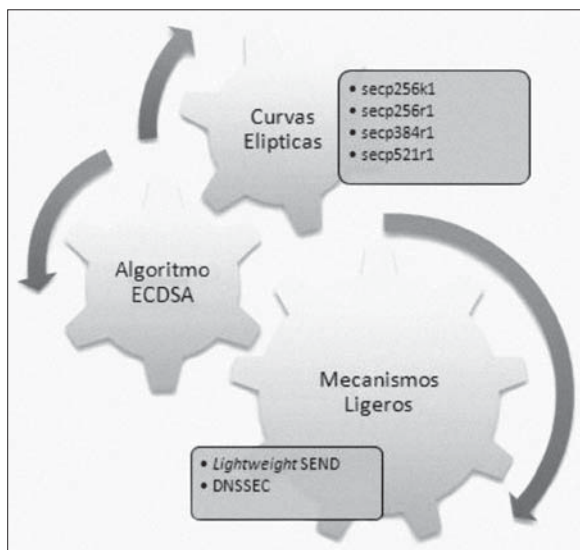 Curvas
Elipticas
• secp256k1
• secp256r1
• secp384r1
• secp521r1
Algoritmo
ECDSA
Mecanismos
Ligeros
• Lightweight SEND
• DNSSEC